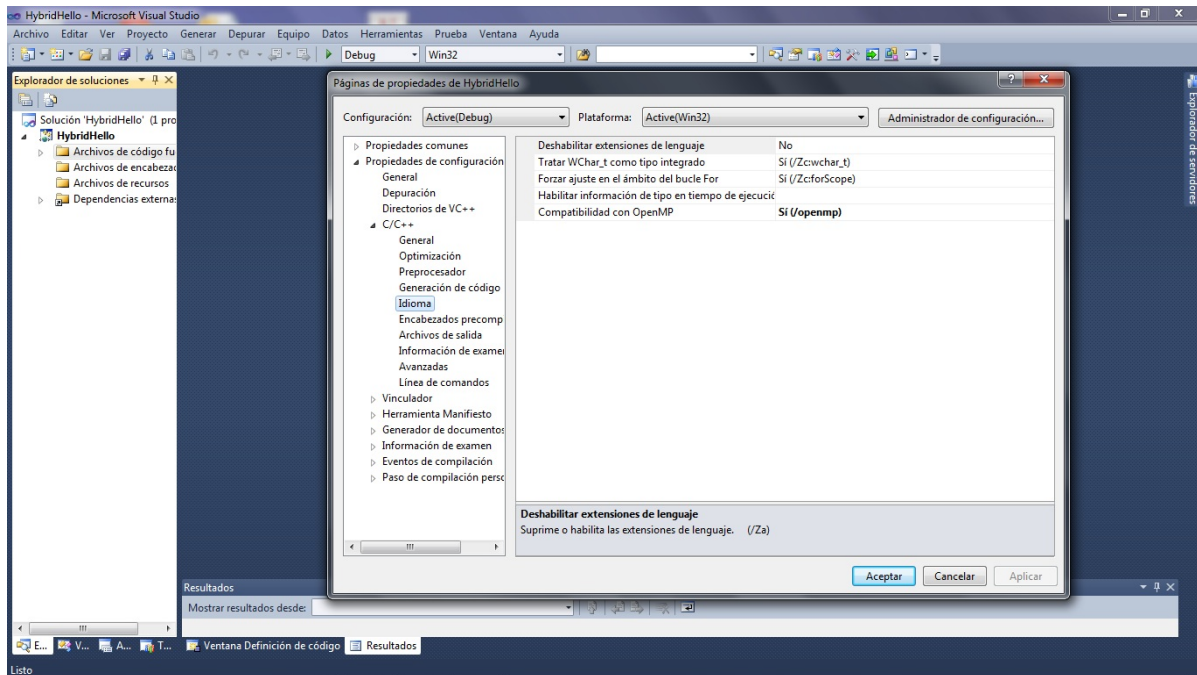 HybridHello - Microsoft Visual Studio
Archivo Editar Ver Proyecto Generar Depurar Equipo Datos Herramientas Prueba Ventana Ayuda
Debug Win32
Explorador de soluciones
Solución 'HybridHello' (1 pro
HybridHello
Archivos de código fu
Archivos de encabezad
Archivos de recursos
Dependencias externas
Páginas de propiedades de HybridHello
Configuración: Active(Debug) Plataforma: Active(Win32) Administrador de configuración...
Propiedades comunes
Propiedades de configuración
General
Depuración
Directorios de VC++
C/C++
General
Optimización
Preprocesador
Generación de código
Idioma
Encabezados precomp
Archivos de salida
Información de examen
Avanzadas
Línea de comandos
Vinculador
Herramienta Manifiesto
Generador de documentos
Información de examen
Eventos de compilación
Paso de compilación perso
Deshabilitar extensiones de lenguaje No
Tratar WChar_t como tipo integrado Sí (/Zc:wchar_t)
Forzar ajuste en el ámbito del bucle For Sí (/Zc:forScope)
Habilitar información de tipo en tiempo de ejecució
Compatibilidad con OpenMP Sí (/openmp)
Deshabilitar extensiones de lenguaje
Suprime o habilita las extensiones de lenguaje. (/Za)
Aceptar Cancelar Aplicar
Explorador de servidores
Resultados
Mostrar resultados desde:
E... V... A... T... Ventana Definición de código Resultados
Listo